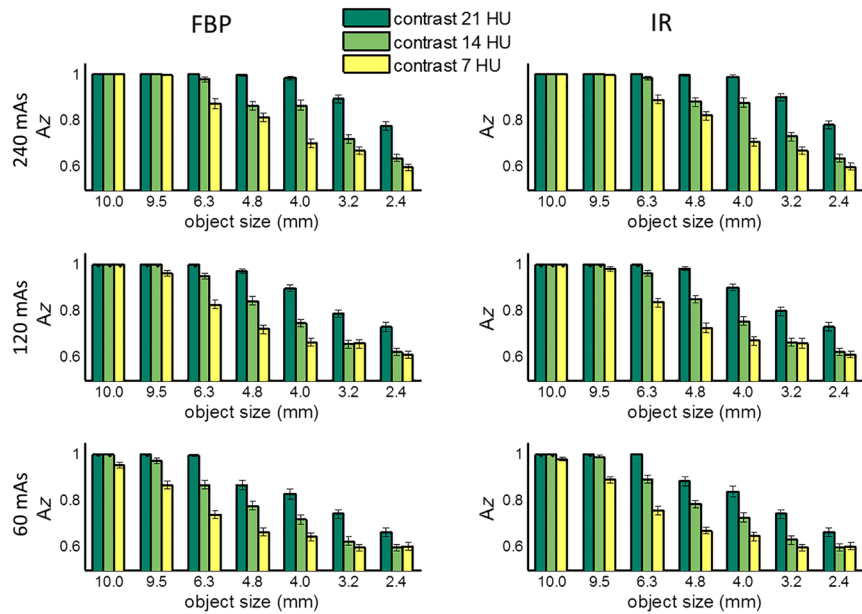 FBP
contrast 21 HU
contrast 14 HU
contrast 7 HU
IR
240 mAs
Az
1
0.8
0.6
10.0 9.5 6.3 4.8 4.0 3.2 2.4
object size (mm)
Az
1
0.8
0.6
10.0 9.5 6.3 4.8 4.0 3.2 2.4
object size (mm)
120 mAs
Az
1
0.8
0.6
10.0 9.5 6.3 4.8 4.0 3.2 2.4
object size (mm)
Az
1
0.8
0.6
10.0 9.5 6.3 4.8 4.0 3.2 2.4
object size (mm)
60 mAs
Az
1
0.8
0.6
10.0 9.5 6.3 4.8 4.0 3.2 2.4
object size (mm)
Az
1
0.8
0.6
10.0 9.5 6.3 4.8 4.0 3.2 2.4
object size (mm)